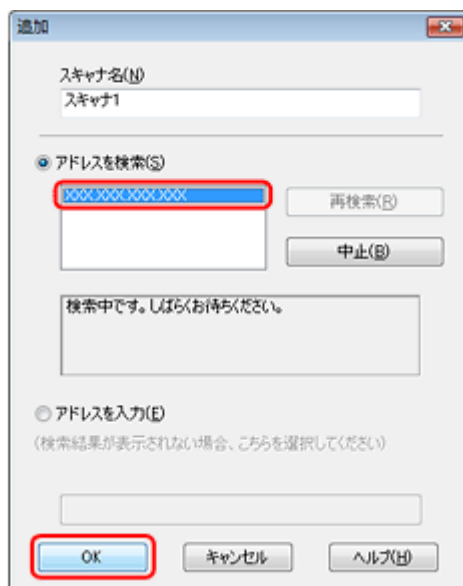 追加
スキャナ名(N)
スキャナ1
アドレスを検索(S)
XXX.XXX.XXX.XXX
再検索(R)
中止(B)
検索中です。しばらくお待ちください。
アドレスを入力(E)
(検索結果が表示されない場合、こちらを選択してください)
OK
キャンセル
ヘルプ(H)